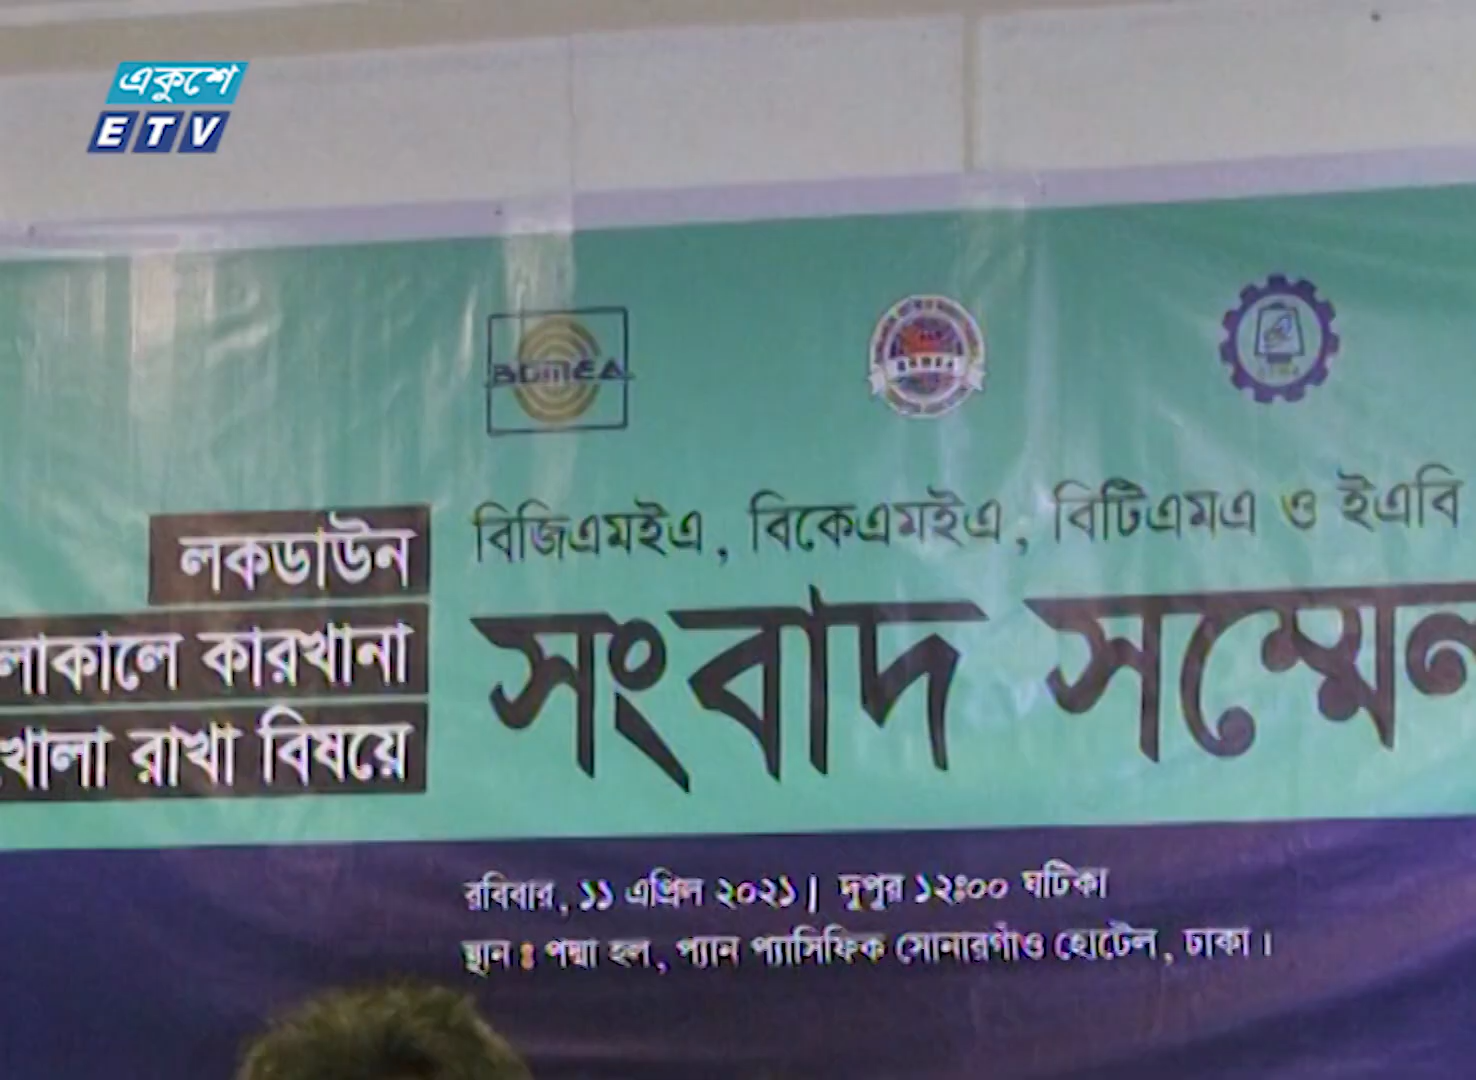 একুশে
ETV
BGMEA
বিজিএমইএ, বিকেএমইএ, বিটিএমএ ও ইএবি
সংবাদ সম্মেল
লকডাউন
লাকালে কারখানা
খোলা রাখা বিষয়ে
রবিবার, ১১ এপ্রিল ২০২১ | দুপুর ১২ঃ০০ ঘটিকা
স্থান ঃ পদ্মা হল, প্যান প্যাসিফিক সোনারগাঁও হোটেল, ঢাকা।